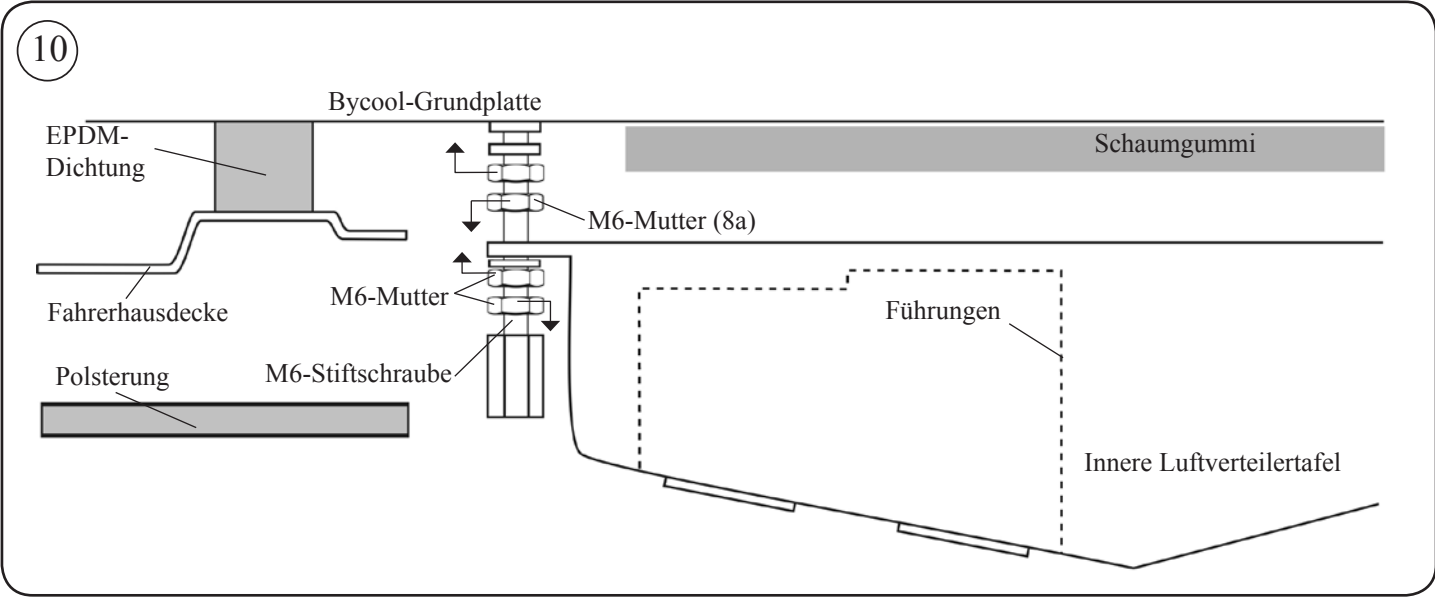 10
Bycool-Grundplatte
EPDM-
Dichtung
Schaumgummi
M6-Mutter (8a)
Fahrerhausdecke
M6-Mutter
Führungen
Polsterung
M6-Stiftschraube
Innere Luftverteilertafel